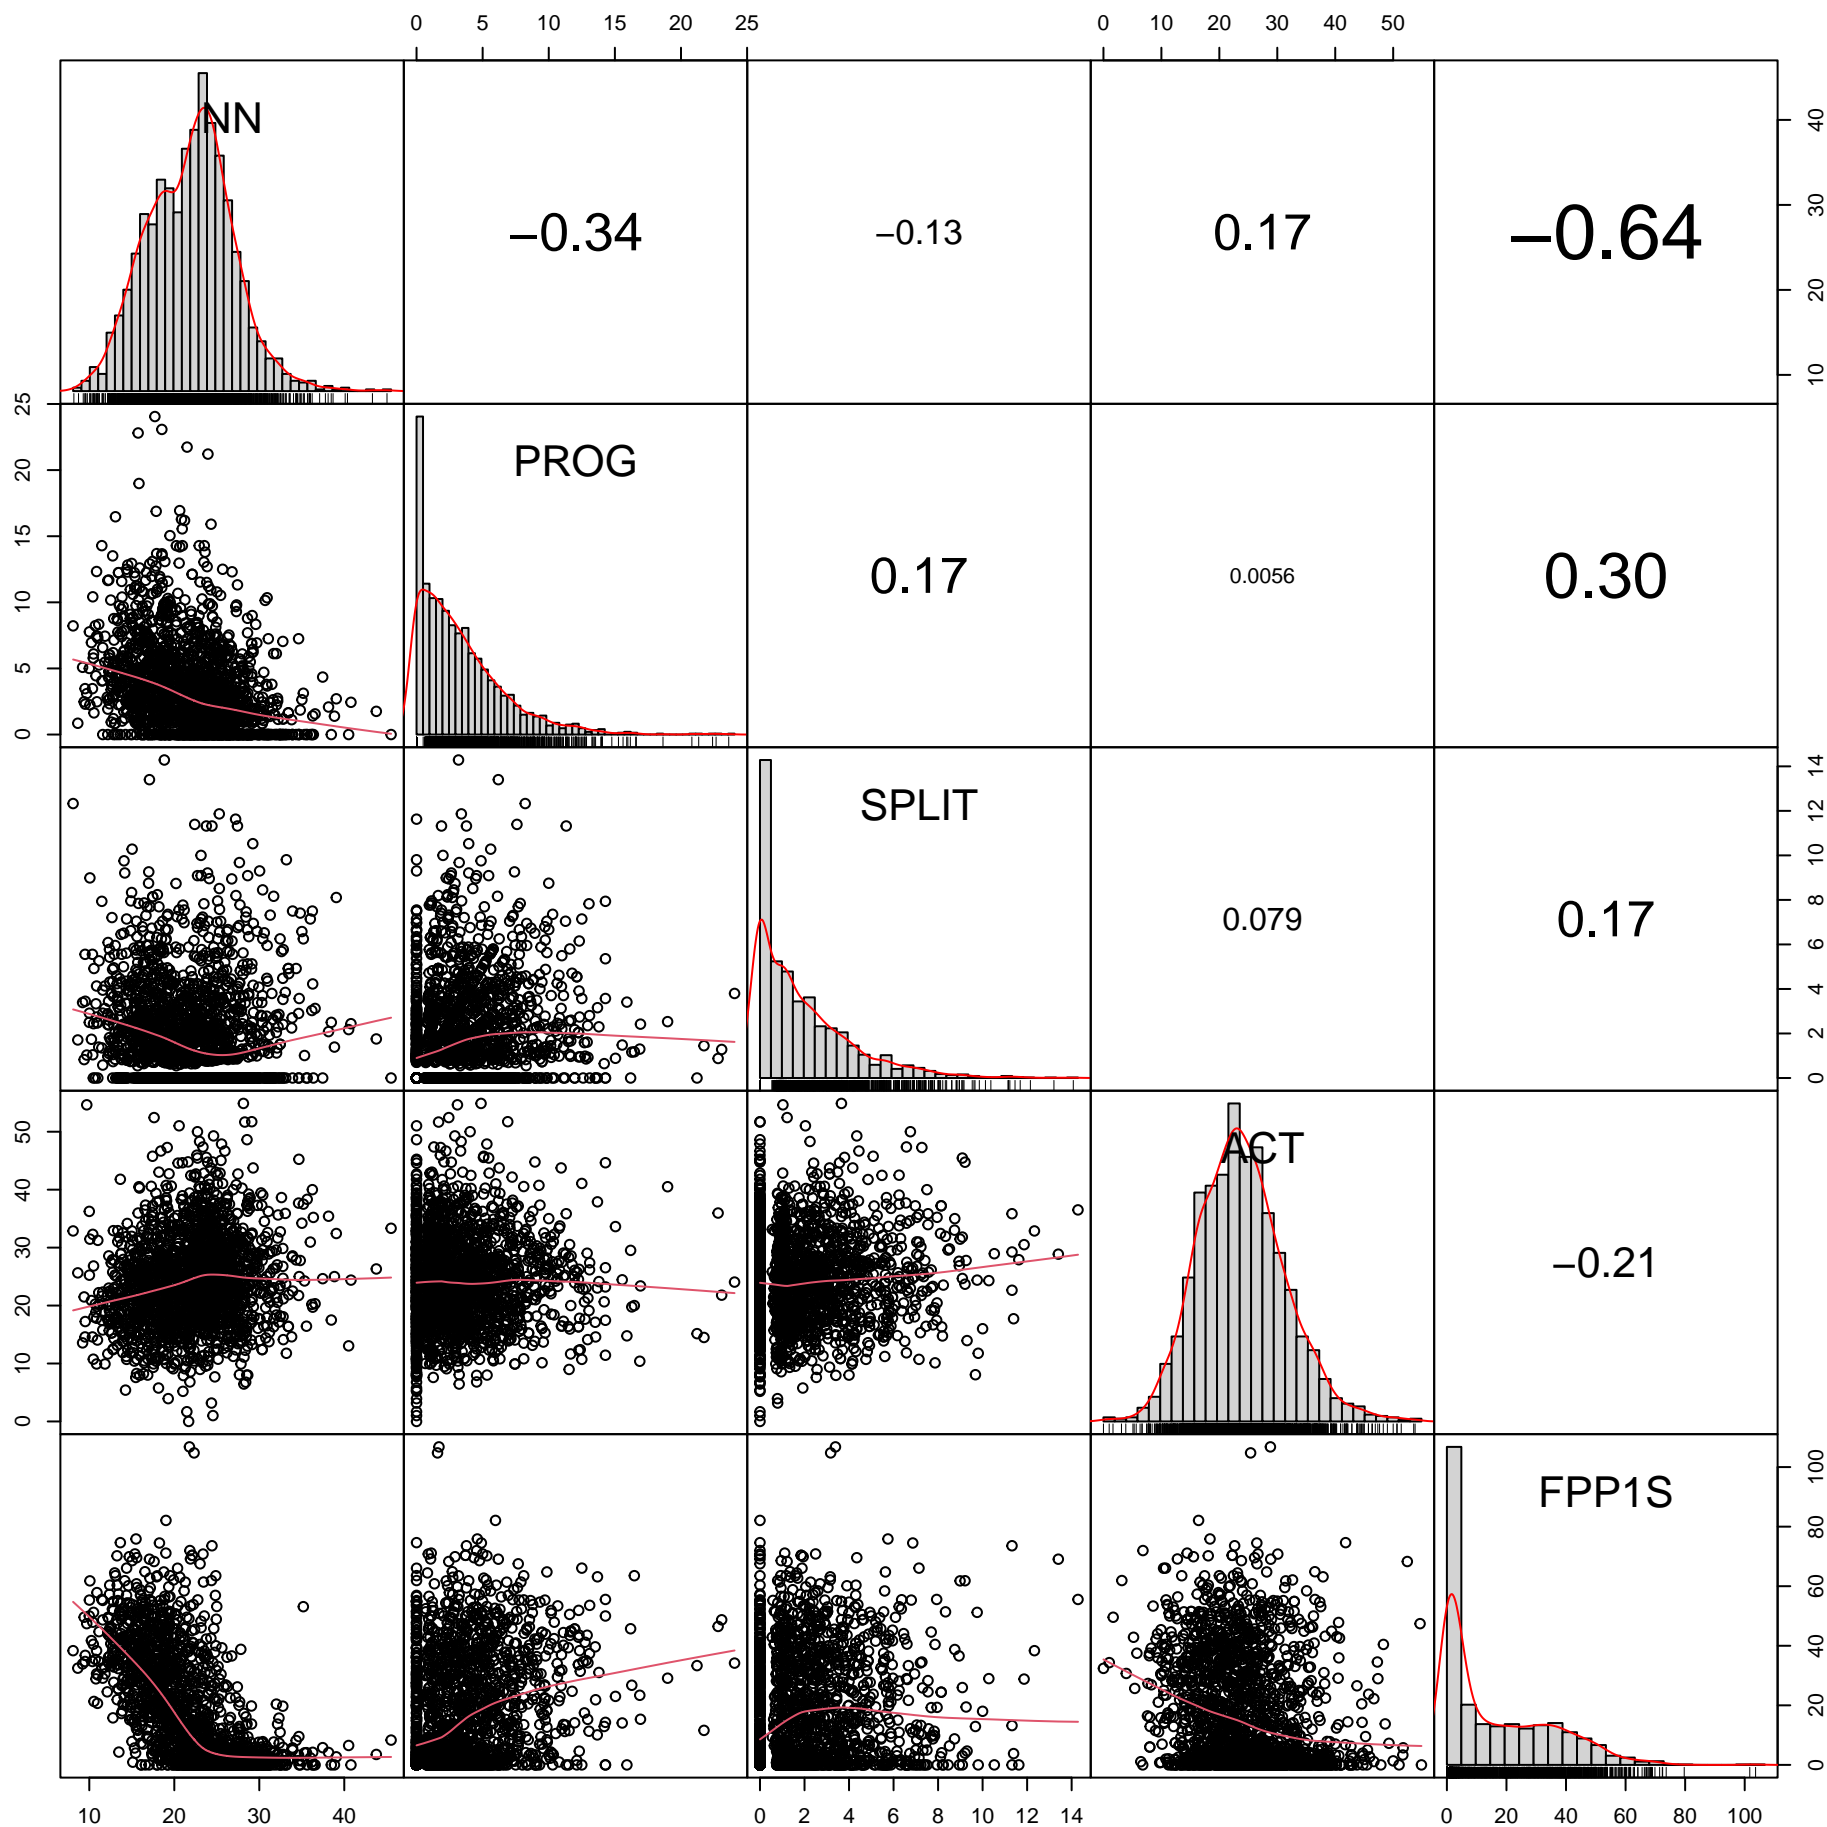 0 5 10 15 20 25 0 10 20 30 40 50
NN −0.34 −0.13 0.17 −0.64
10 20 30 40
0 5 10 15 20 25
PROG 0.17 0.0056 0.30
SPLIT 0.079 0.17
0 2 4 6 8 10 12 14
0 10 20 30 40 50
ACT −0.21
FPP1S
0 20 40 60 80 100
10 20 30 40 0 2 4 6 8 10 12 14 0 20 40 60 80 100